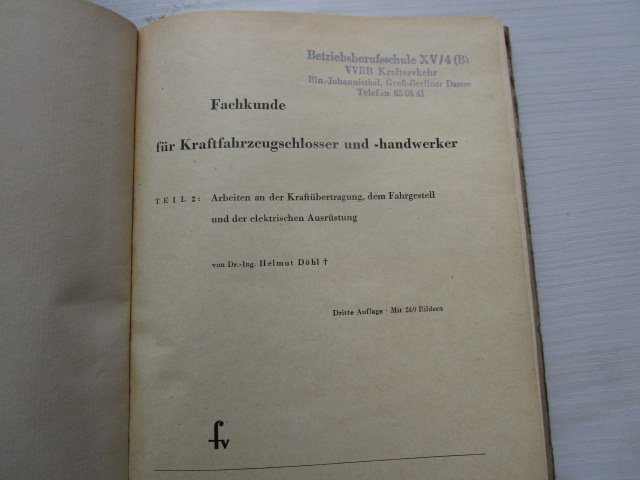 Betriebsberufsschule XV/4 (B)
VVBB Kraftverkehr
Bln.-Johannisthal, Groß-Berliner Damm
Telefon 63 05 41
Fachkunde
für Kraftfahrzeugschlosser und -handwerker
TEIL 2: Arbeiten an der Kraftübertragung, dem Fahrgestell
und der elektrischen Ausrüstung
von Dr.-Ing. Helmut Döhl †
Dritte Auflage · Mit 269 Bildern
fv